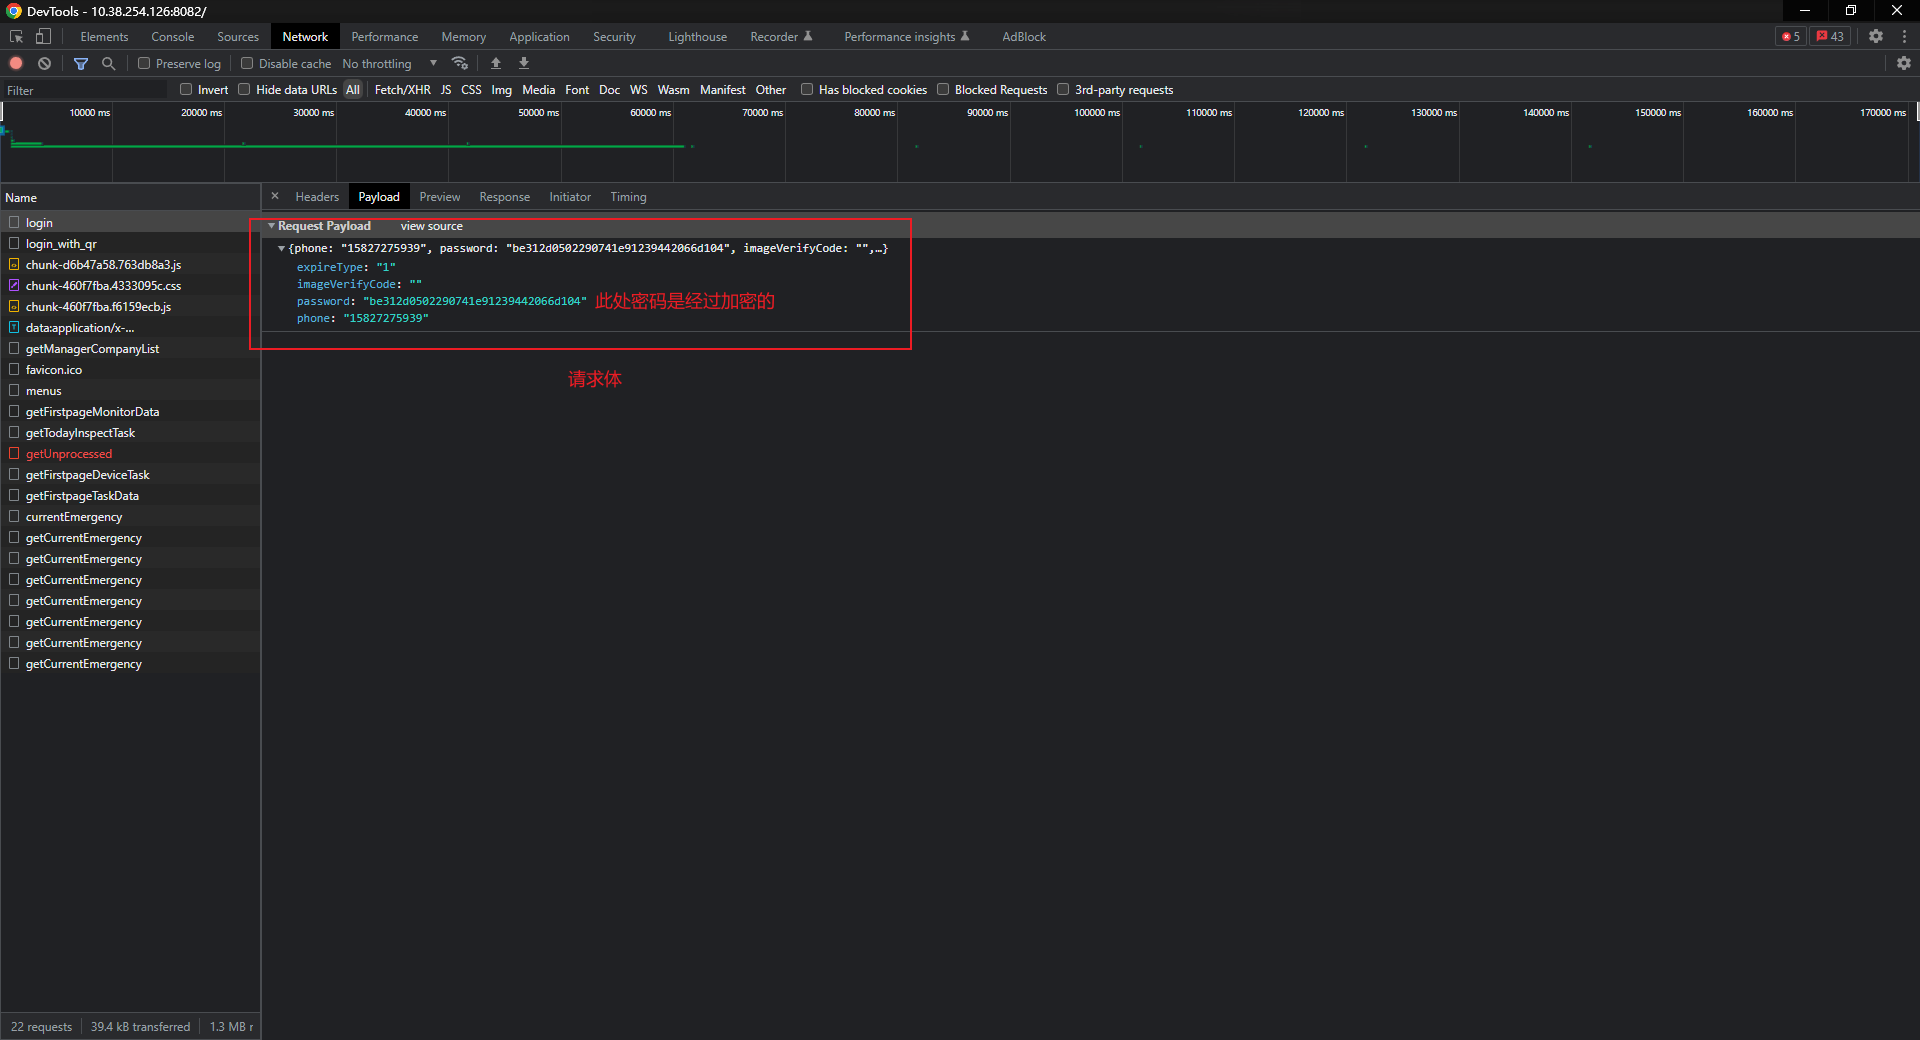 DevTools - 10.38.254.126:8082/
Elements Console Sources Network Performance Memory Application Security Lighthouse Recorder Performance insights AdBlock 5 43
Preserve log Disable cache No throttling
Filter Invert Hide data URLs All Fetch/XHR JS CSS Img Media Font Doc WS Wasm Manifest Other Has blocked cookies Blocked Requests 3rd-party requests
10000 ms 20000 ms 30000 ms 40000 ms 50000 ms 60000 ms 70000 ms 80000 ms 90000 ms 100000 ms 110000 ms 120000 ms 130000 ms 140000 ms 150000 ms 160000 ms 170000 ms
Name
login
login_with_qr
chunk-d6b47a58.763db8a3.js
chunk-460f7fba.4333095c.css
chunk-460f7fba.f6159ecb.js
data:application/x-...
getManagerCompanyList
favicon.ico
menus
getFirstpageMonitorData
getTodayInspectTask
getUnprocessed
getFirstpageDeviceTask
getFirstpageTaskData
currentEmergency
getCurrentEmergency
getCurrentEmergency
getCurrentEmergency
getCurrentEmergency
getCurrentEmergency
getCurrentEmergency
getCurrentEmergency
Headers Payload Preview Response Initiator Timing
Request Payload view source
{phone: "15827275939", password: "be312d0502290741e91239442066d104", imageVerifyCode: "",…}
expireType: "1"
imageVerifyCode: ""
password: "be312d0502290741e91239442066d104" 此处密码是经过加密的
phone: "15827275939"
请求体
22 requests 39.4 kB transferred 1.3 MB r